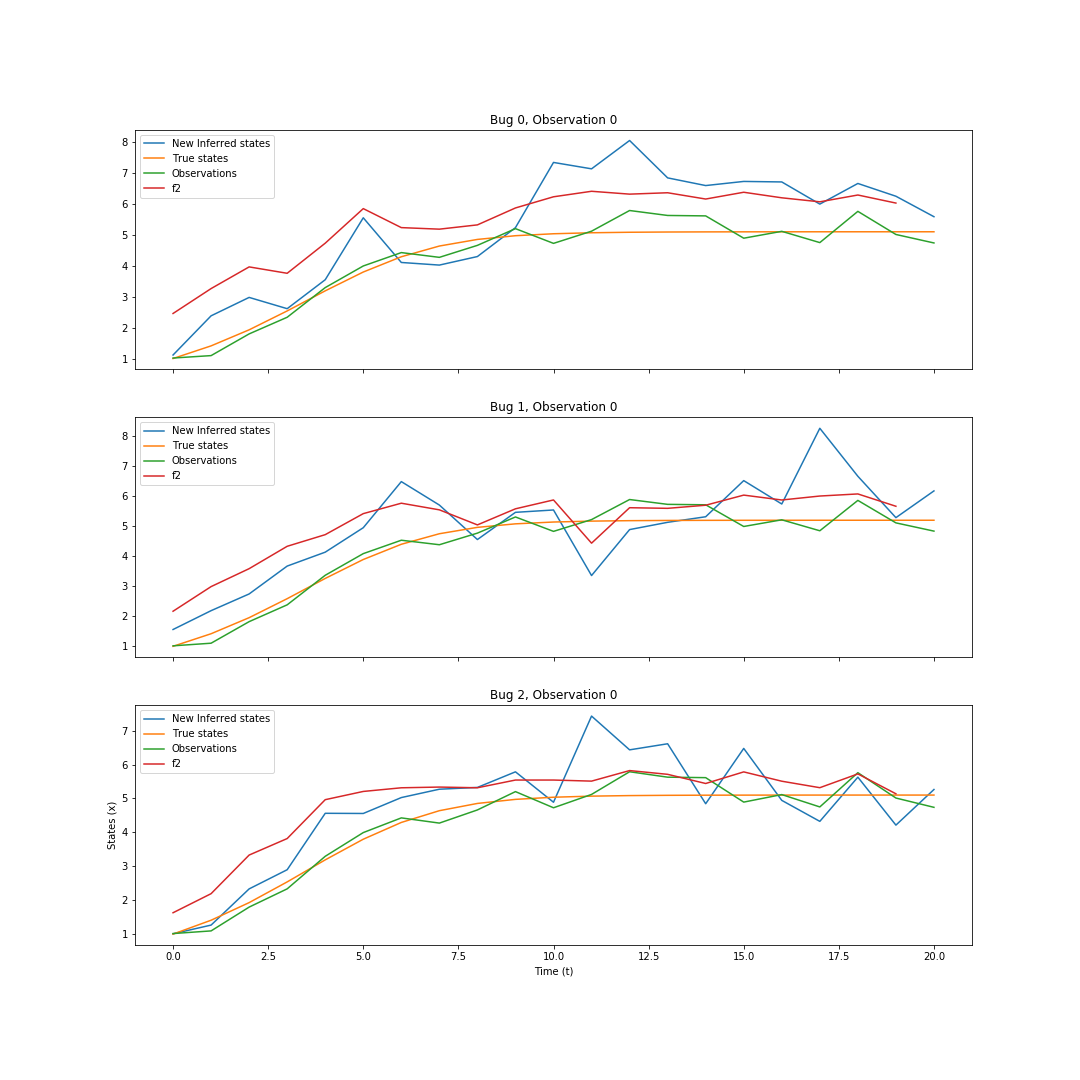 Bug 0, Observation 0
New Inferred states
True states
Observations
f2
8
7
6
5
4
3
2
1
Bug 1, Observation 0
New Inferred states
True states
Observations
f2
8
7
6
5
4
3
2
1
Bug 2, Observation 0
New Inferred states
True states
Observations
f2
7
6
5
4
3
2
1
States (x)
0.0 2.5 5.0 7.5 10.0 12.5 15.0 17.5 20.0
Time (t)